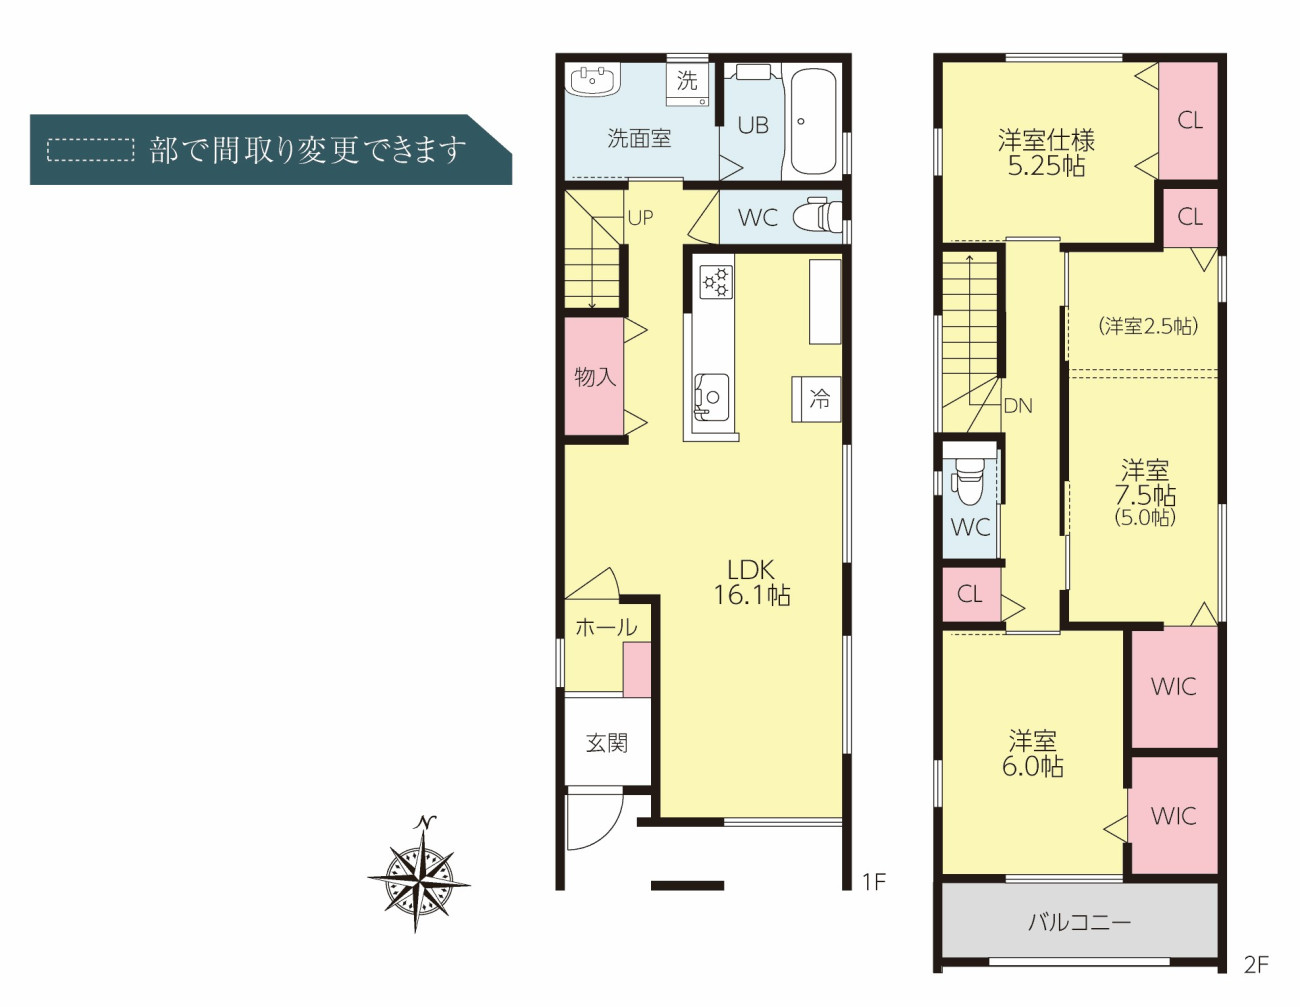 部で間取り変更できます
洗
洗面室
UB
UP
WC
物入
冷
LDK
16.1帖
ホール
玄関
1F
N
洋室仕様
5.25帖
CL
CL
(洋室2.5帖)
DN
洋室
7.5帖
(5.0帖)
WC
CL
WIC
洋室
6.0帖
WIC
バルコニー
2F